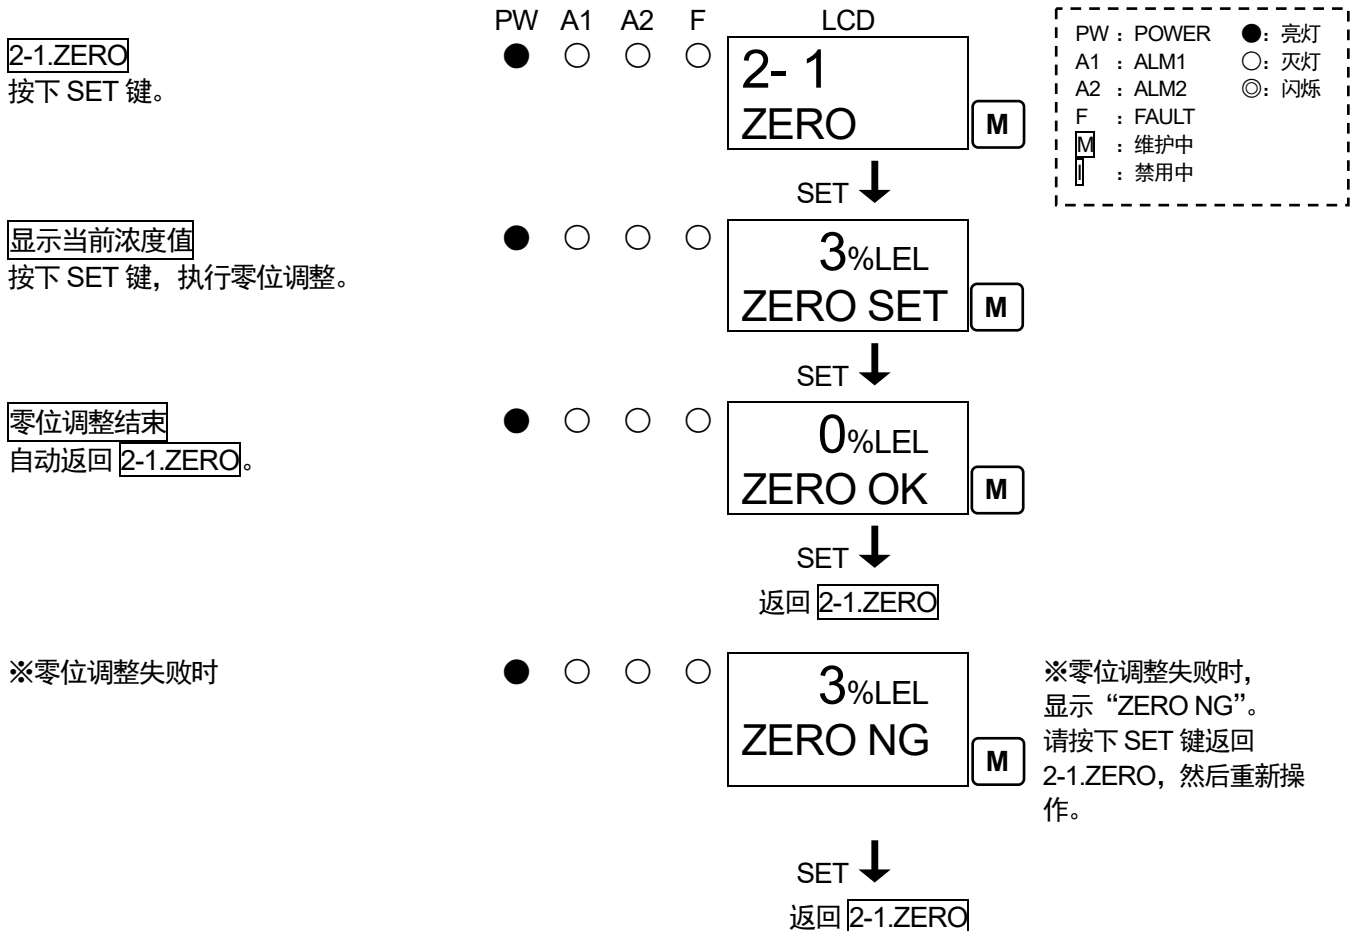 PW A1 A2 F LCD
2-1.ZERO
按下 SET 键。
● ○ ○ ○
2- 1
ZERO
M
PW : POWER ●: 亮灯
A1 : ALM1 ○: 灭灯
A2 : ALM2 ◎: 闪烁
F : FAULT
M : 维护中
I : 禁用中
SET
显示当前浓度值
按下 SET 键，执行零位调整。
● ○ ○ ○
3%LEL
ZERO SET
M
SET
零位调整结束
自动返回 2-1.ZERO。
● ○ ○ ○
0%LEL
ZERO OK
M
SET
返回 2-1.ZERO
※零位调整失败时
● ○ ○ ○
3%LEL
ZERO NG
M
※零位调整失败时，
显示“ZERO NG”。
请按下 SET 键返回
2-1.ZERO，然后重新操
作。
SET
返回 2-1.ZERO